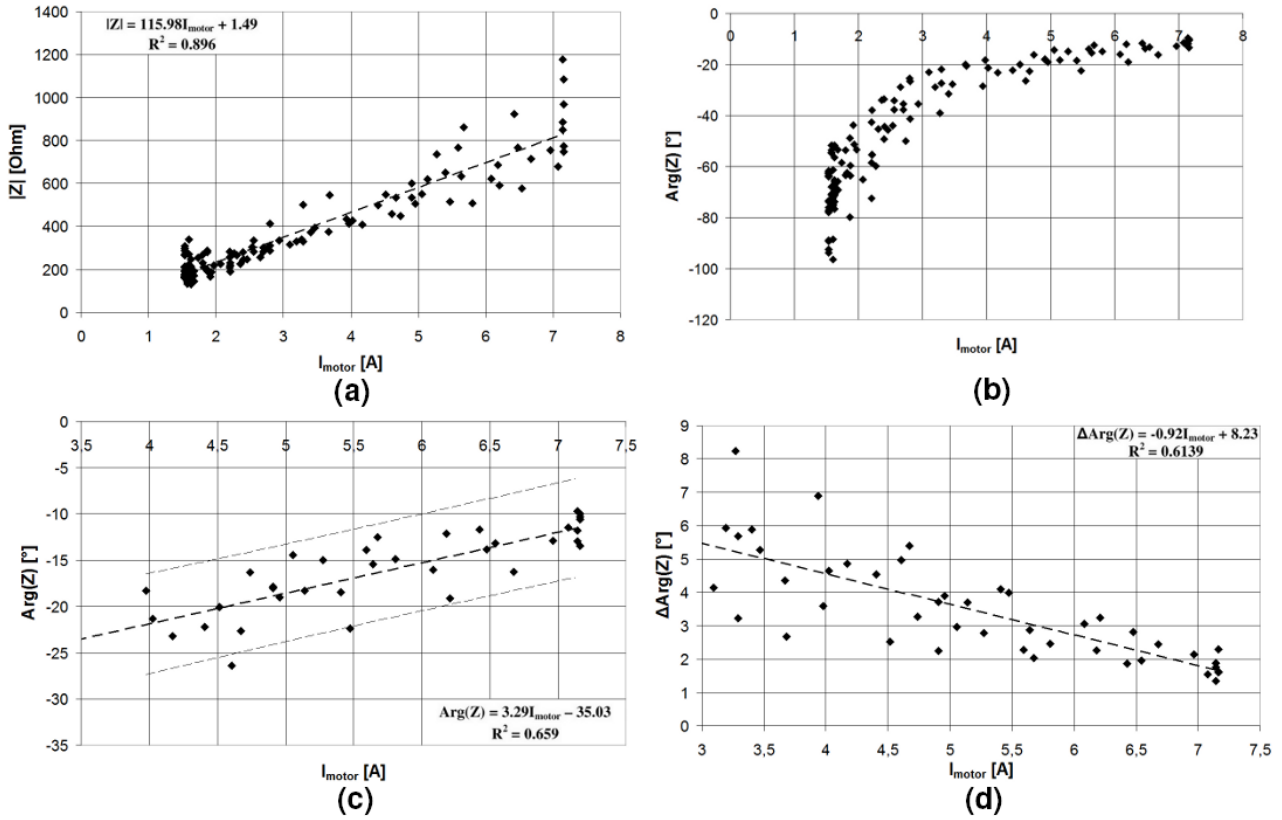 |Z| = 115.98I_motor + 1.49
R² = 0.896
1400
1200
1000
800
600
400
200
0
0 1 2 3 4 5 6 7 8
|Z| [Ohm]
I_motor [A]
(a)
0
-20
-40
-60
-80
-100
-120
0 1 2 3 4 5 6 7 8
Arg(Z) [°]
I_motor [A]
(b)
0
-5
-10
-15
-20
-25
-30
-35
3,5 4 4,5 5 5,5 6 6,5 7 7,5
Arg(Z) [°]
Arg(Z) = 3.29I_motor – 35.03
R² = 0.659
I_motor [A]
(c)
ΔArg(Z) = -0.92I_motor + 8.23
R² = 0.6139
9
8
7
6
5
4
3
2
1
0
3 3,5 4 4,5 5 5,5 6 6,5 7 7,5
ΔArg(Z) [°]
I_motor [A]
(d)